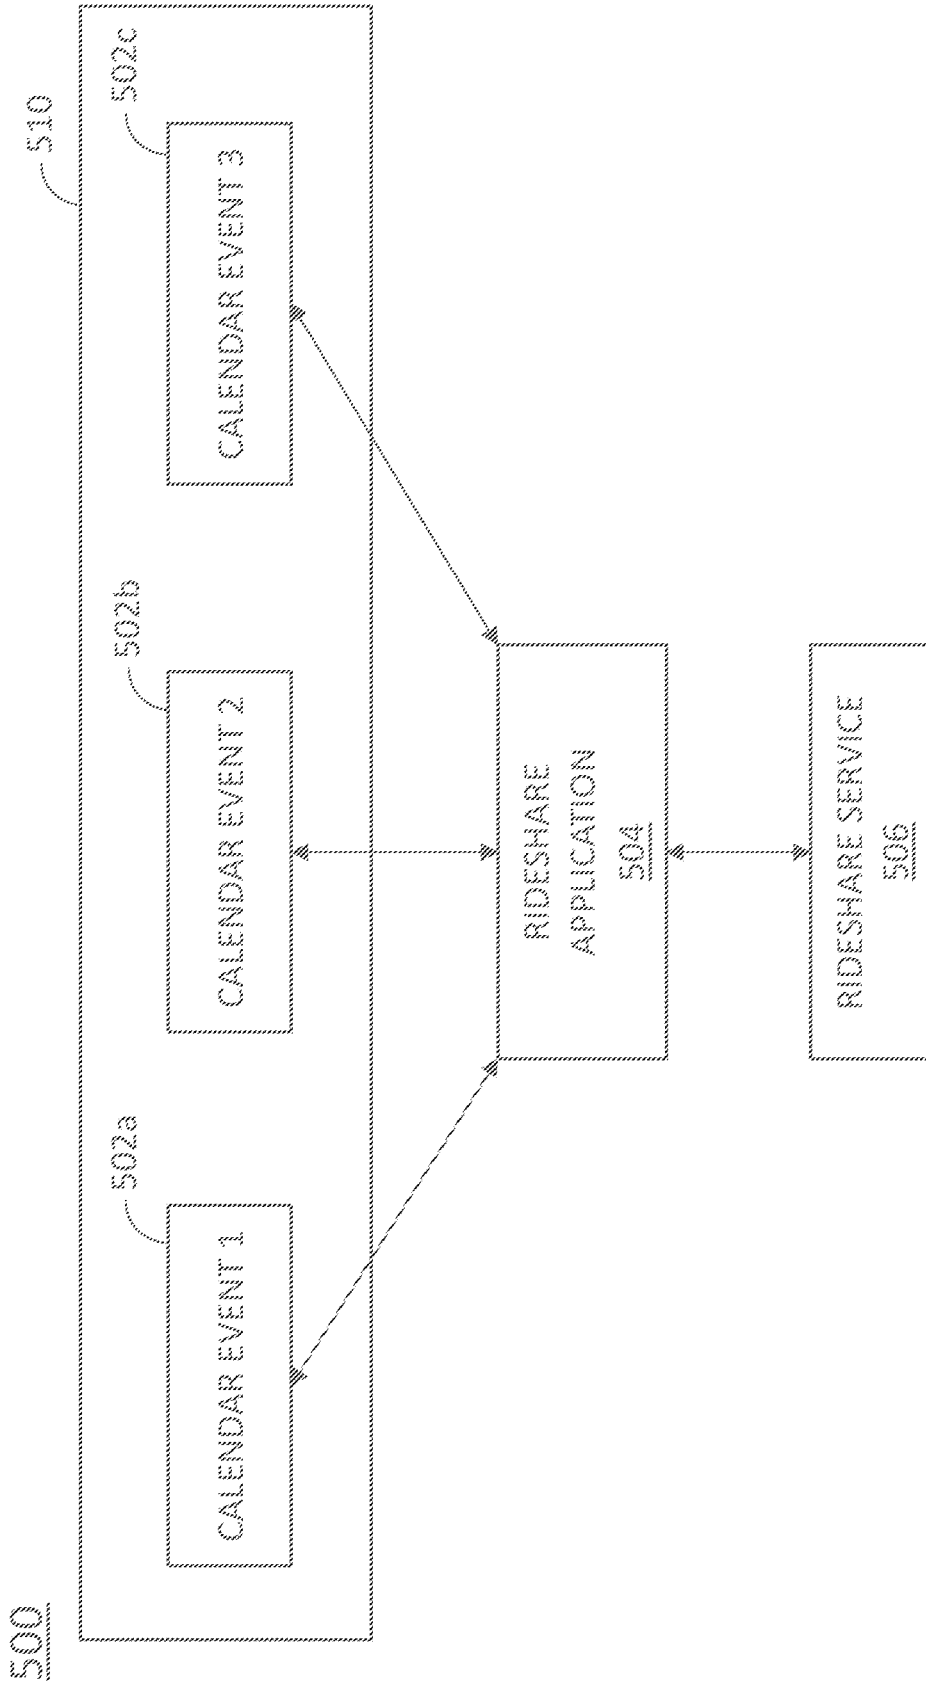 500
510
502a
CALENDAR EVENT 1
502b
CALENDAR EVENT 2
502c
CALENDAR EVENT 3
RIDESHARE
APPLICATION
504
RIDESHARE SERVICE
506